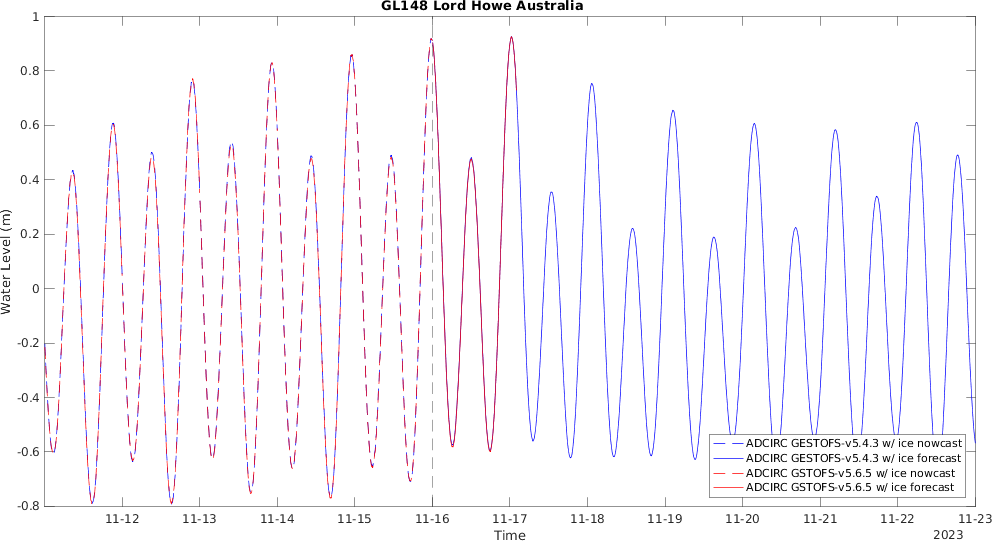 GL148 Lord Howe Australia
Water Level (m)
1
0.8
0.6
0.4
0.2
0
-0.2
-0.4
-0.6
-0.8
ADCIRC GESTOFS-v5.4.3 w/ ice nowcast
ADCIRC GESTOFS-v5.4.3 w/ ice forecast
ADCIRC GSTOFS-v5.6.5 w/ ice nowcast
ADCIRC GSTOFS-v5.6.5 w/ ice forecast
11-12 11-13 11-14 11-15 11-16 11-17 11-18 11-19 11-20 11-21 11-22 11-23
Time
2023